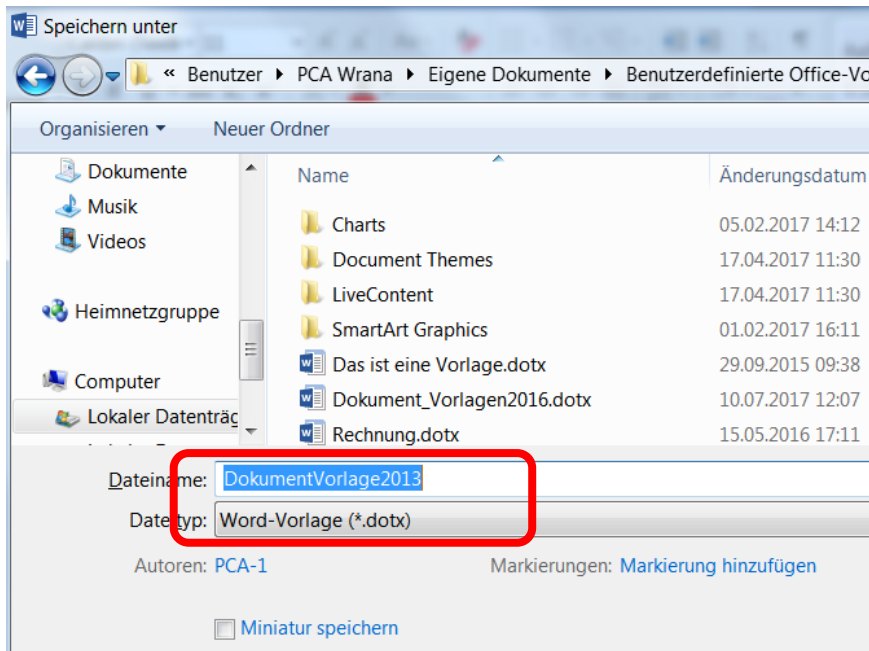 Speichern unter
« Benutzer ▸ PCA Wrana ▸ Eigene Dokumente ▸ Benutzerdefinierte Office-Vo
Organisieren ▾ Neuer Ordner
Name Änderungsdatum
Dokumente
Musik
Videos
Heimnetzgruppe
Computer
Lokaler Datenträg
Charts 05.02.2017 14:12
Document Themes 17.04.2017 11:30
LiveContent 17.04.2017 11:30
SmartArt Graphics 01.02.2017 16:11
Das ist eine Vorlage.dotx 29.09.2015 09:38
Dokument_Vorlagen2016.dotx 10.07.2017 12:07
Rechnung.dotx 15.05.2016 17:11
Dateiname: DokumentVorlage2013
Dateityp: Word-Vorlage (*.dotx)
Autoren: PCA-1 Markierungen: Markierung hinzufügen
Miniatur speichern